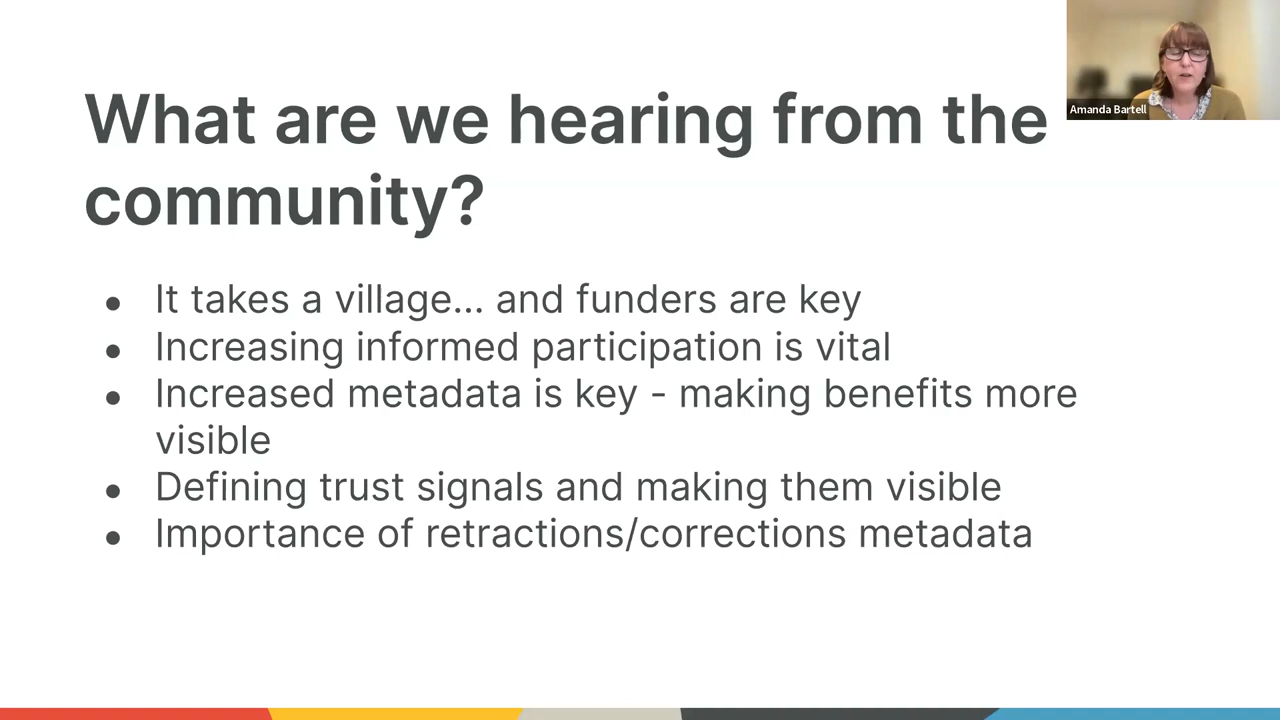 What are we hearing from the
community?
Amanda Bartell
● It takes a village... and funders are key
● Increasing informed participation is vital
● Increased metadata is key - making benefits more
visible
● Defining trust signals and making them visible
● Importance of retractions/corrections metadata